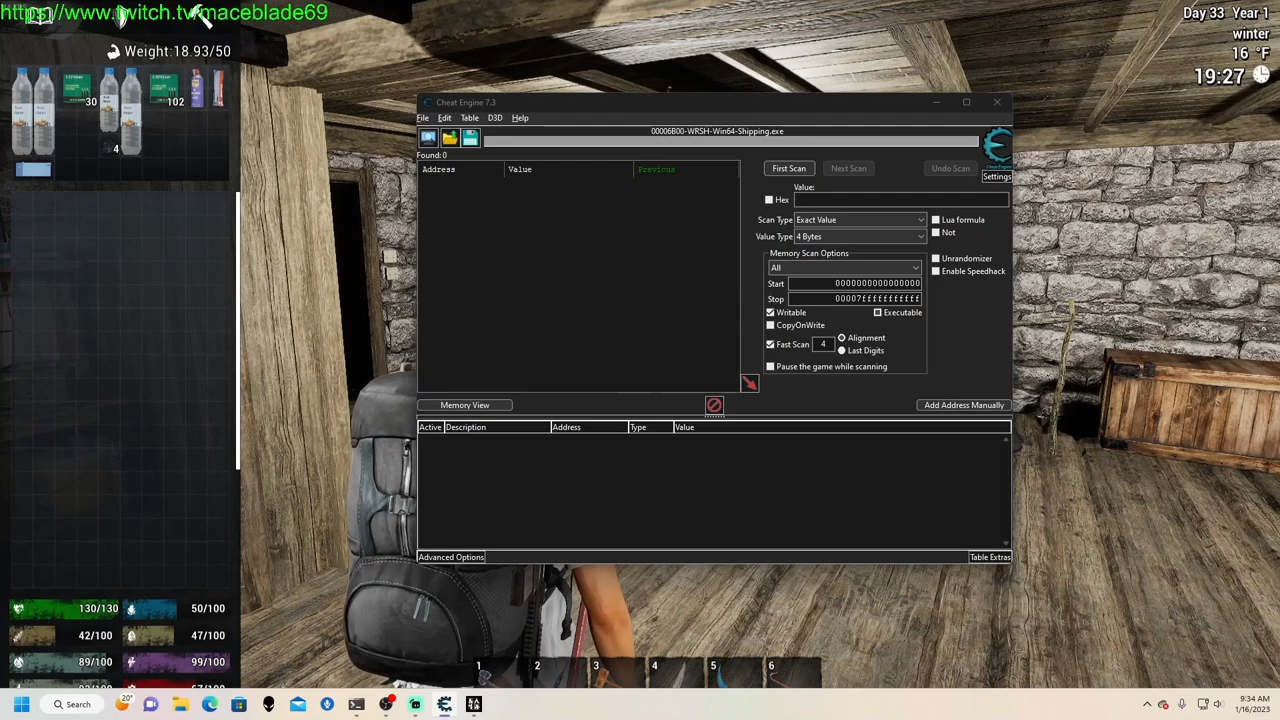 https://www.twitch.tv/maceblade69
Day 33 Year 1
winter
16 °F
19:27
Weight:18.93/50
30
102
4
Cheat Engine 7.3
File Edit Table D3D Help
00006B00-WRSH-Win64-Shipping.exe
Found: 0
Address Value Previous
First Scan Next Scan Undo Scan
Settings
Value:
Hex
Scan Type Exact Value Lua formula
Not
Value Type 4 Bytes
Memory Scan Options
All
Unrandomizer
Enable Speedhack
Start 0000000000000000
Stop 00007fffffffffff
Writable Executable
CopyOnWrite
Fast Scan 4 Alignment
Last Digits
Pause the game while scanning
Memory View Add Address Manually
Active Description Address Type Value
Advanced Options Table Extras
130/130 50/100
42/100 47/100
89/100 99/100
1 2 3 4 5 6
20°
Search
9:34 AM
1/16/2023